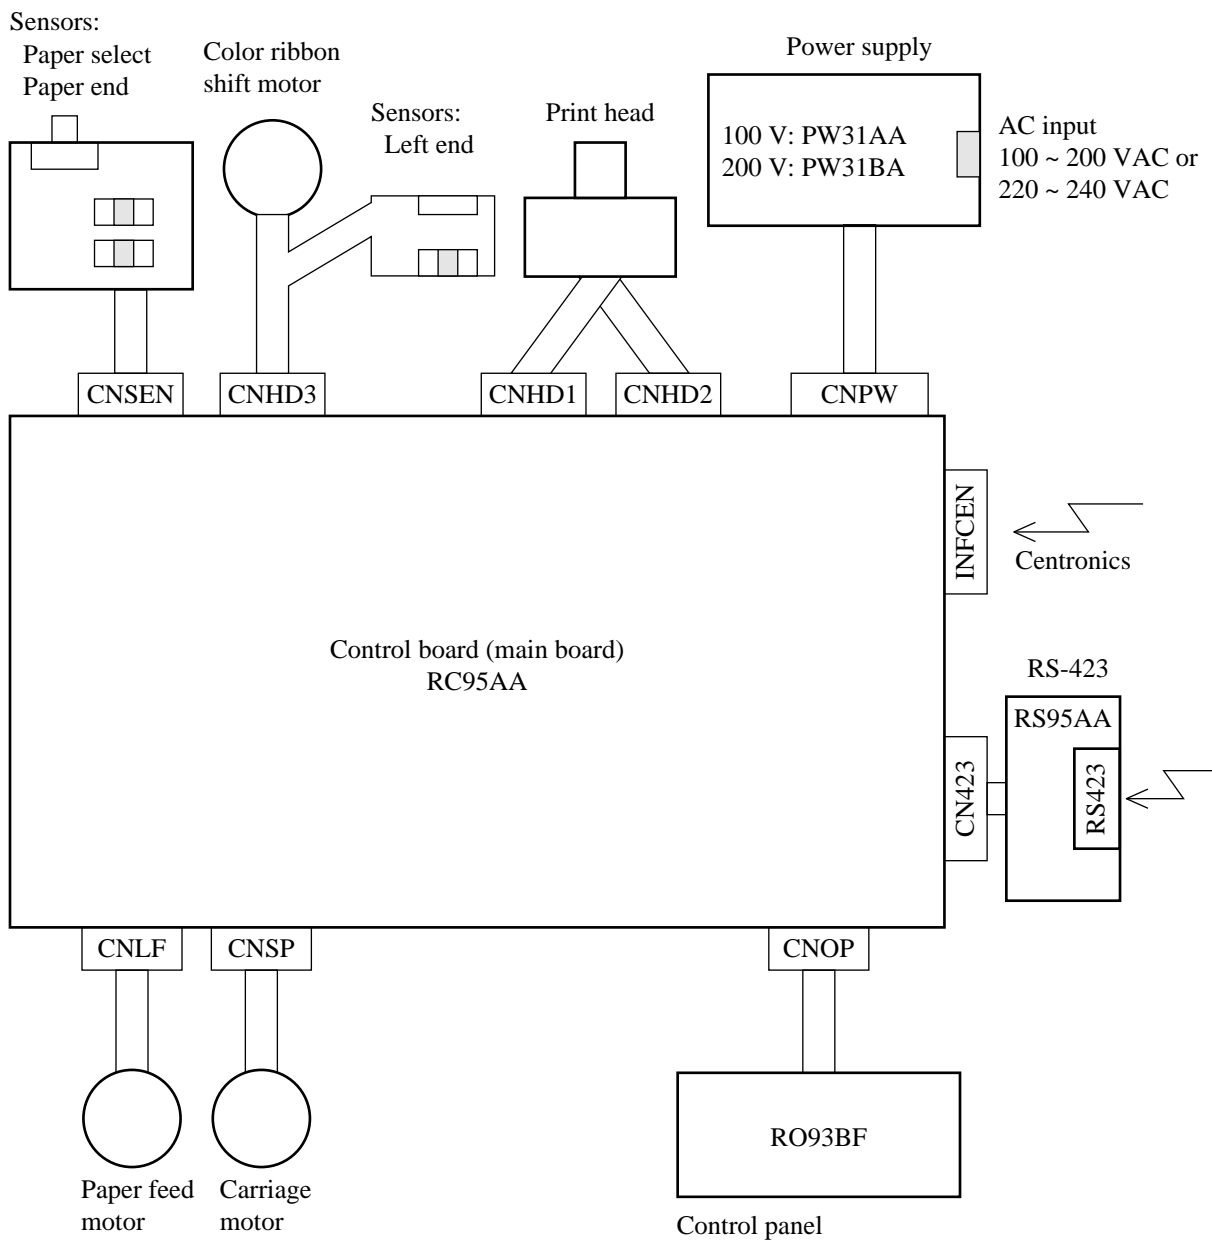 Sensors:
Paper select
Paper end
Color ribbon
shift motor
Sensors:
Left end
Print head
Power supply
100 V: PW31AA
200 V: PW31BA
AC input
100 ~ 200 VAC or
220 ~ 240 VAC
CNSEN
CNHD3
CNHD1
CNHD2
CNPW
INFCEN
Centronics
Control board (main board)
RC95AA
RS-423
RS95AA
CN423
RS423
CNLF
CNSP
CNOP
Paper feed
motor
Carriage
motor
RO93BF
Control panel